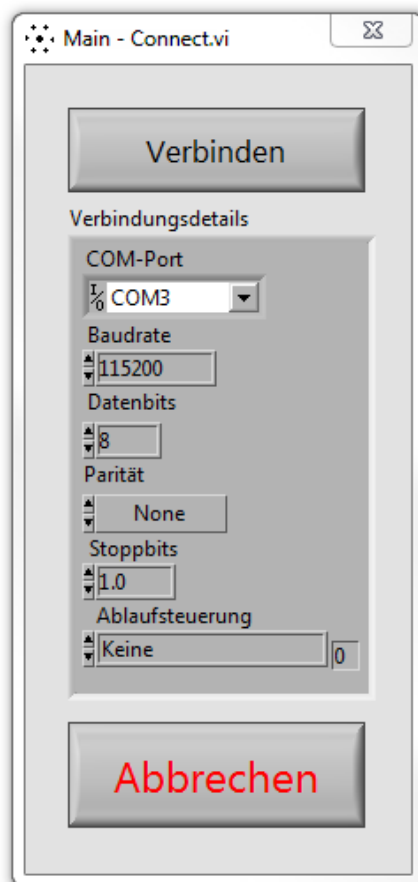 Main - Connect.vi
Verbinden
Verbindungsdetails
COM-Port
I/O COM3
Baudrate
115200
Datenbits
8
Parität
None
Stoppbits
1.0
Ablaufsteuerung
Keine 0
Abbrechen